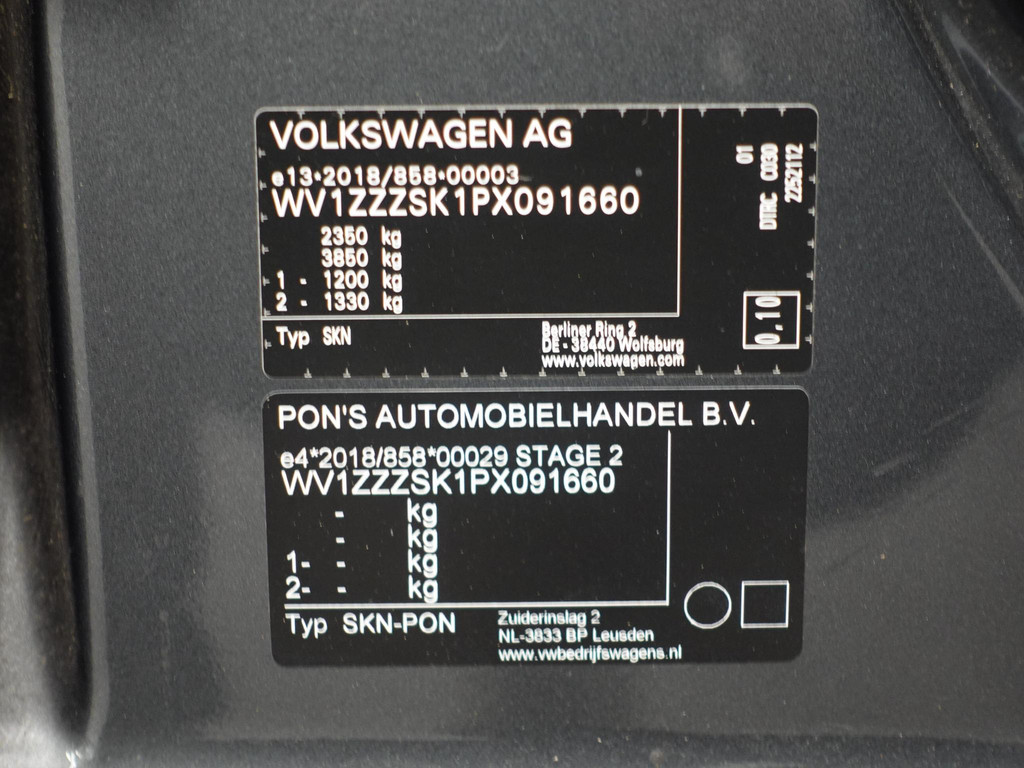 VOLKSWAGEN AG
e13*2018/858*00003
WV1ZZZSK1PX091660
2350 kg
3850 kg
1 - 1200 kg
2 - 1330 kg
Typ SKN
Berliner Ring 2
DE - 38440 Wolfsburg
www.volkswagen.com
01
DTRC C030
2252112
0,10
PON'S AUTOMOBIELHANDEL B.V.
e4*2018/858*00029 STAGE 2
WV1ZZZSK1PX091660
- kg
- kg
1- - kg
2- - kg
Typ SKN-PON
Zuiderinslag 2
NL-3833 BP Leusden
www.vwbedrijfswagens.nl